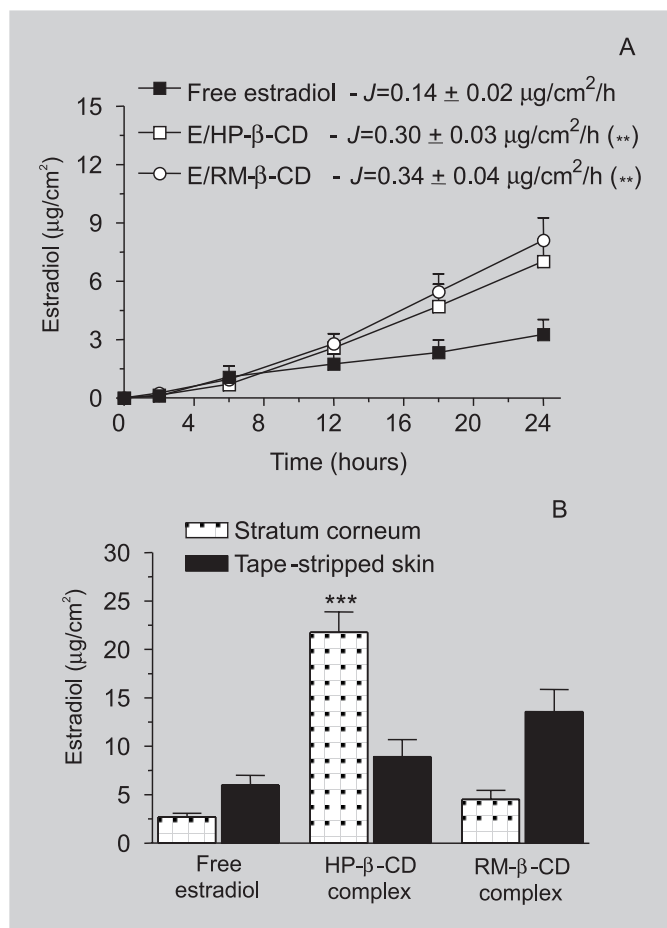 A
Free estradiol - J=0.14 ± 0.02 μg/cm²/h
E/HP-β-CD - J=0.30 ± 0.03 μg/cm²/h (**)
E/RM-β-CD - J=0.34 ± 0.04 μg/cm²/h (**)
Estradiol (μg/cm²)
15
12
9
6
3
0
0 4 8 12 16 20 24
Time (hours)
B
Stratum corneum
Tape-stripped skin
Estradiol (μg/cm²)
30
25
20
15
10
5
0
***
Free estradiol
HP-β-CD complex
RM-β-CD complex